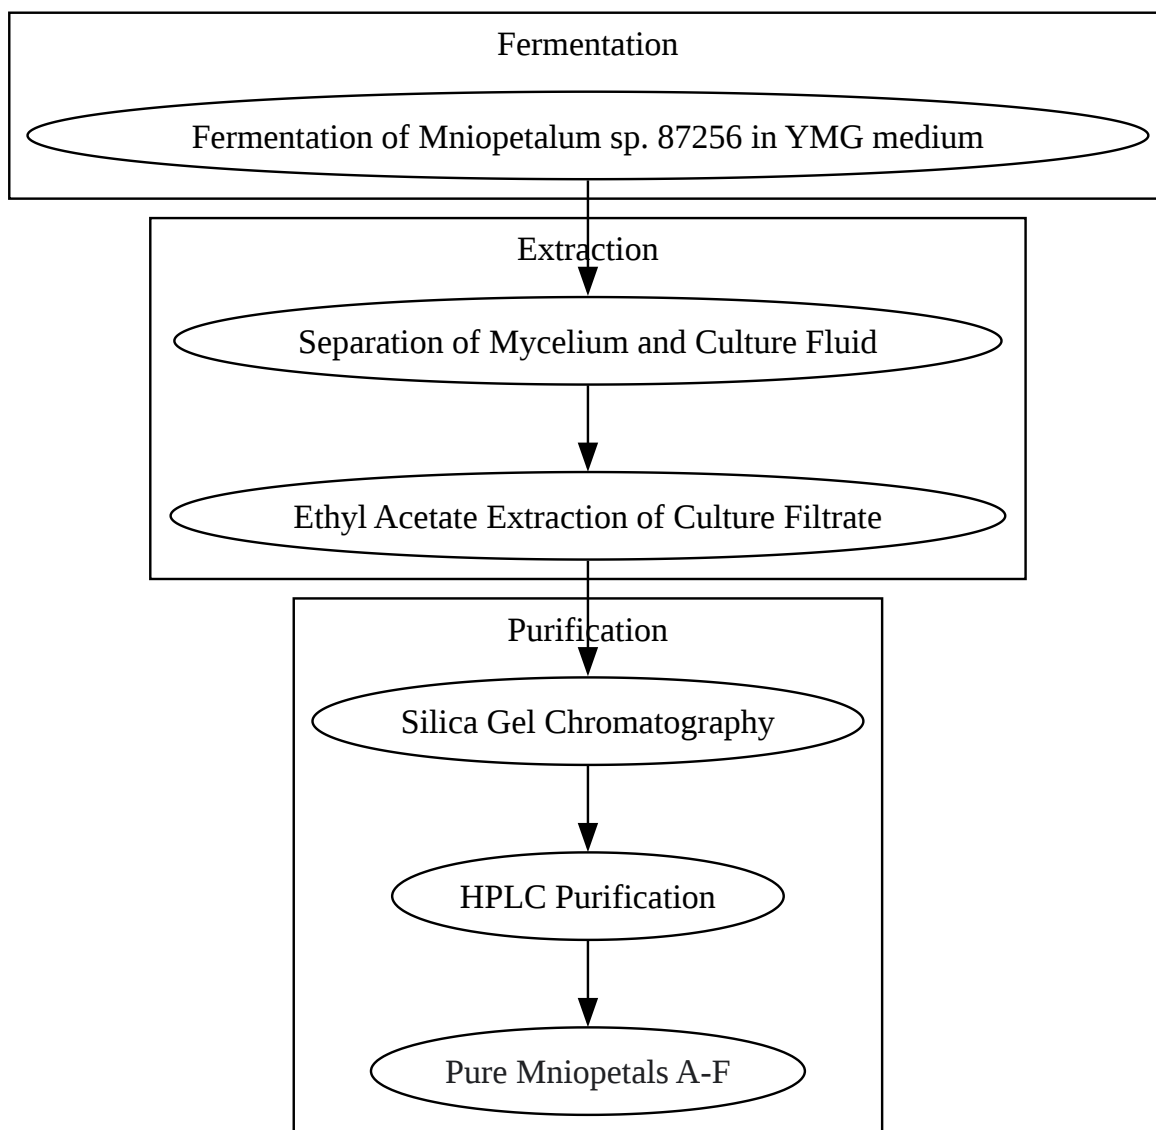 Fermentation
Fermentation of Mniopetalum sp. 87256 in YMG medium
Extraction
Separation of Mycelium and Culture Fluid
Ethyl Acetate Extraction of Culture Filtrate
Purification
Silica Gel Chromatography
HPLC Purification
Pure Mniopetals A-F